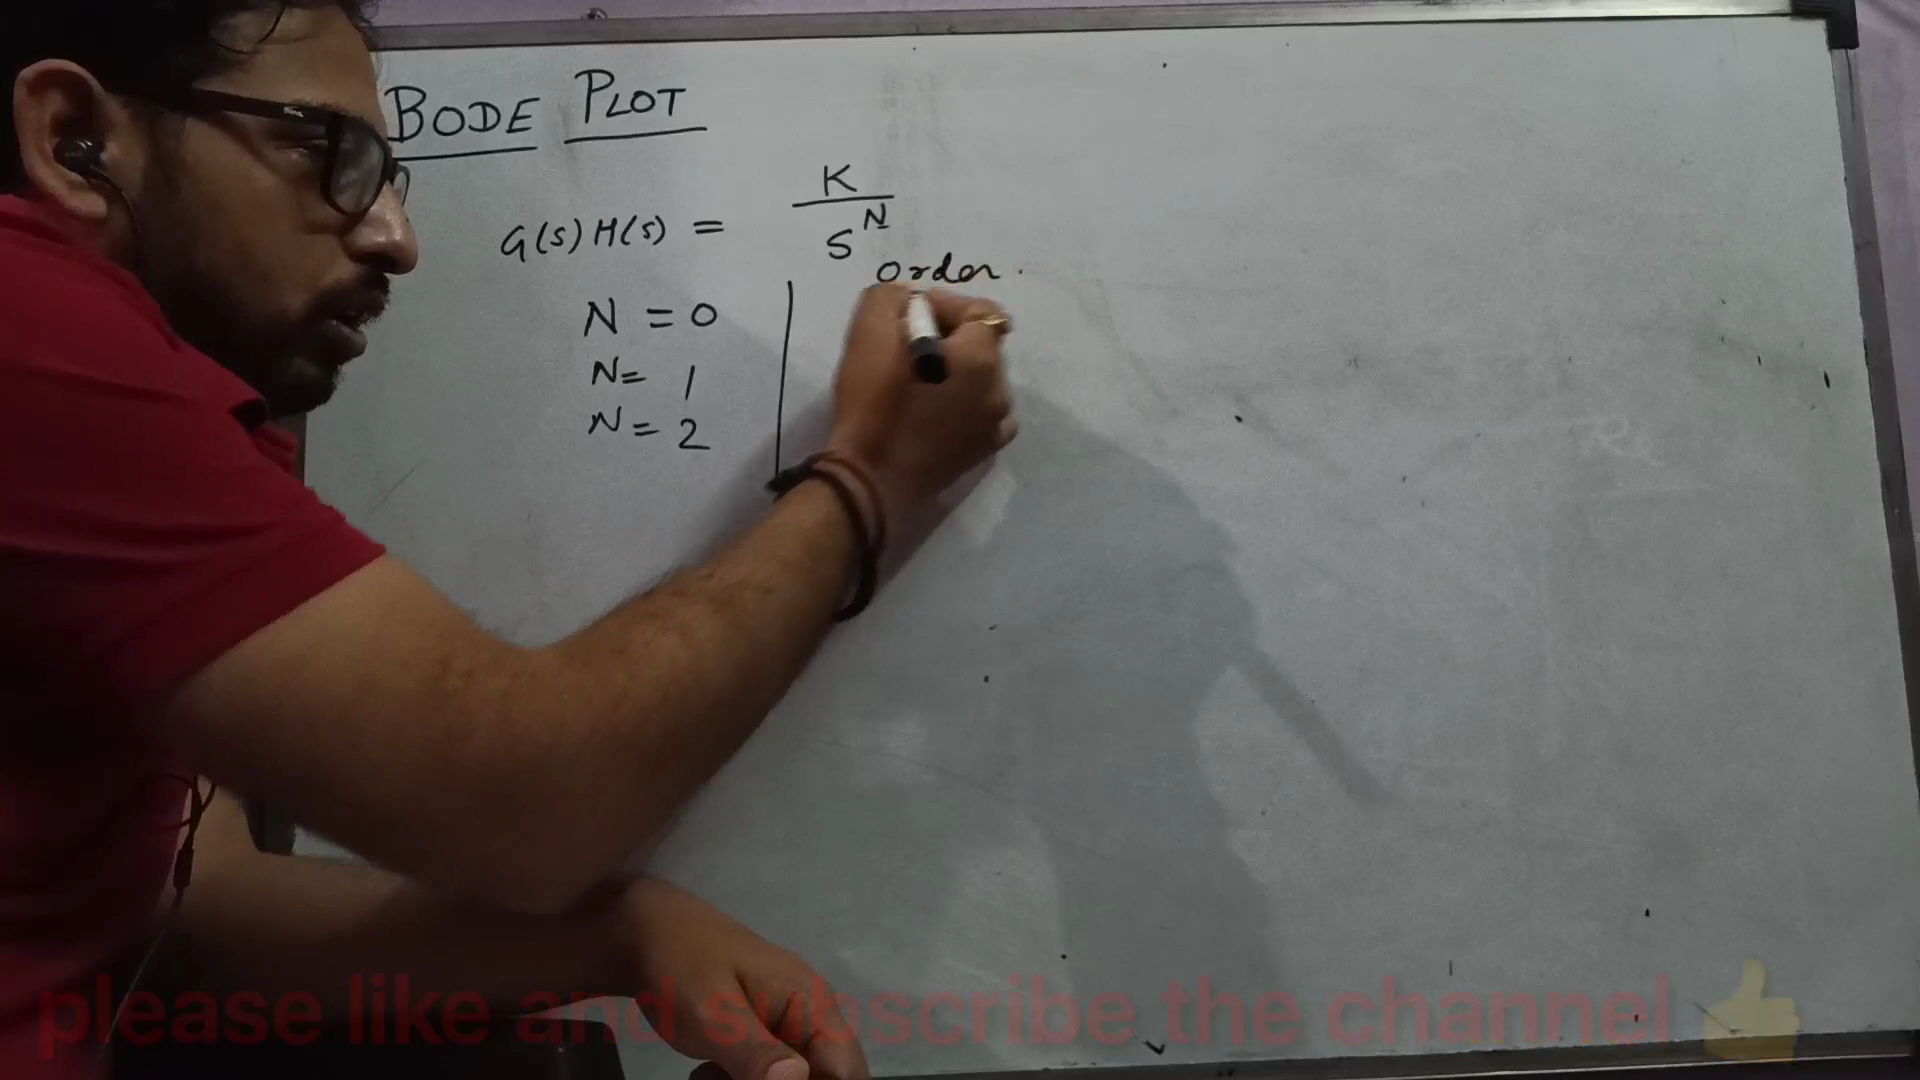 BODE PLOT
G(s)H(s) = K / S^N
order.
N = 0
N = 1
N = 2
please like and subscribe the channel 👍